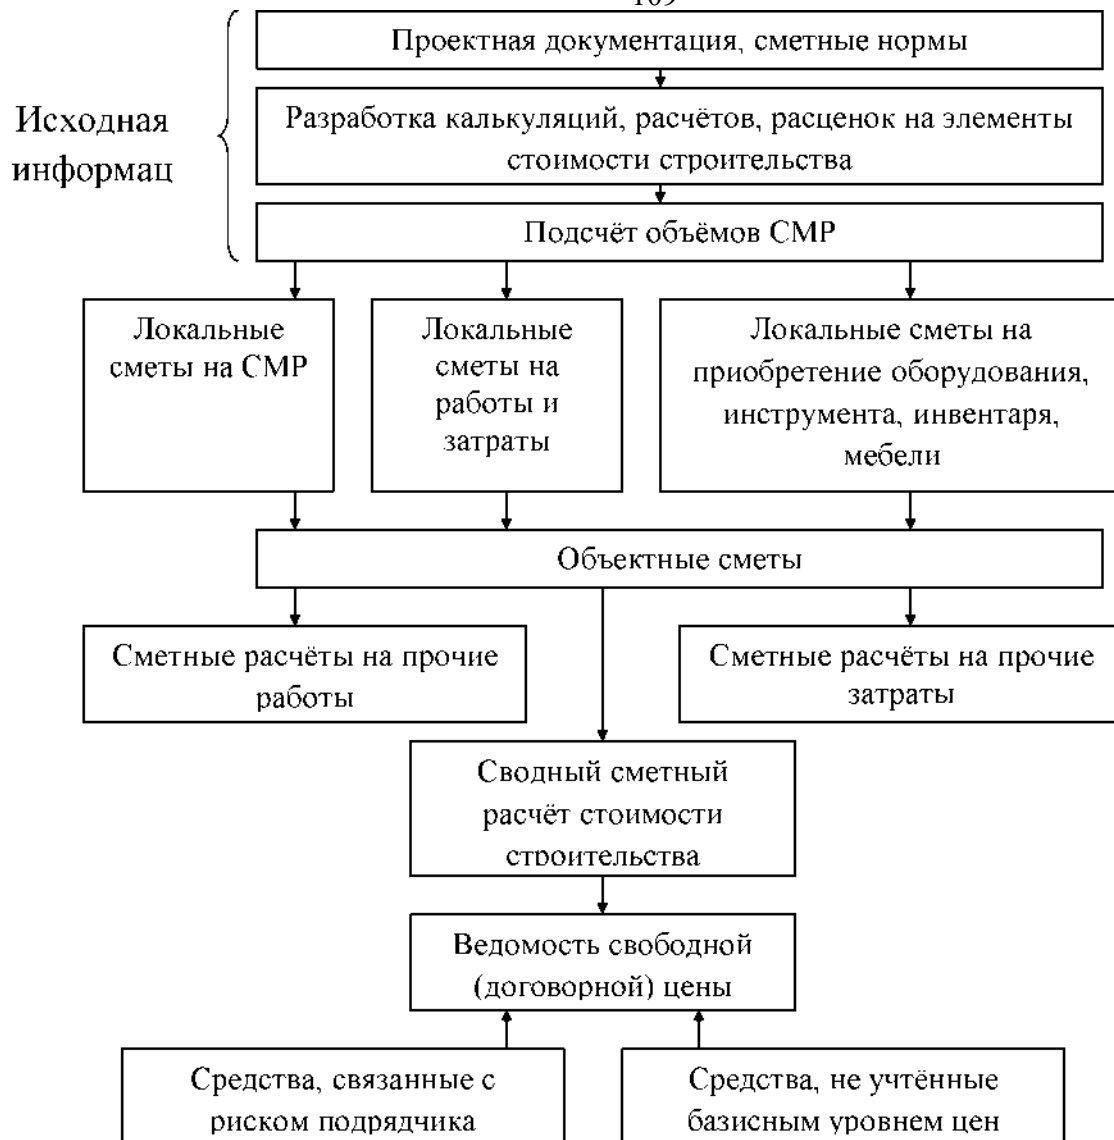 109
Проектная документация, сметные нормы
Исходная
информац
Разработка калькуляций, расчётов, расценок на элементы
стоимости строительства
Подсчёт объёмов СМР
Локальные
сметы на СМР
Локальные
сметы на
работы и
затраты
Локальные сметы на
приобретение оборудования,
инструмента, инвентаря,
мебели
Объектные сметы
Сметные расчёты на прочие
работы
Сметные расчёты на прочие
затраты
Сводный сметный
расчёт стоимости
строительства
Ведомость свободной
(договорной) цены
Средства, связанные с
риском подрядчика
Средства, не учтённые
базисным уровнем цен